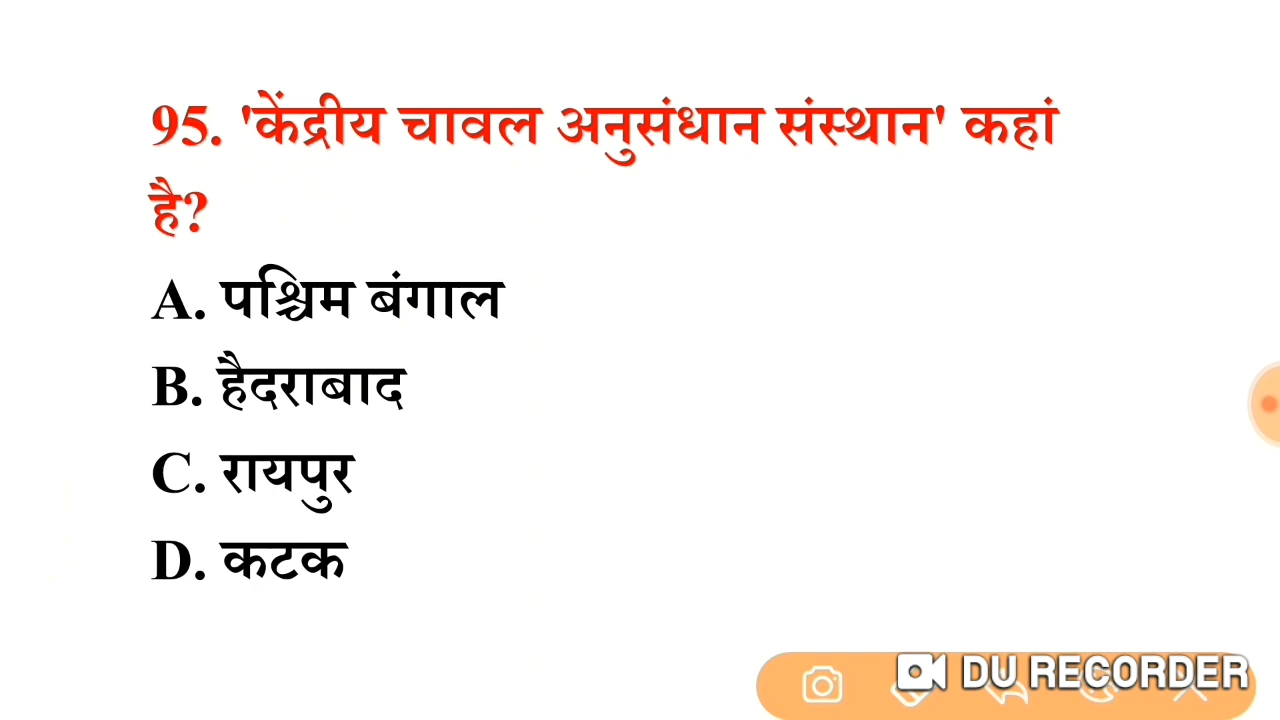 95. 'केंद्रीय चावल अनुसंधान संस्थान' कहां
है?
A. पश्चिम बंगाल
B. हैदराबाद
C. रायपुर
D. कटक
DU RECORDER